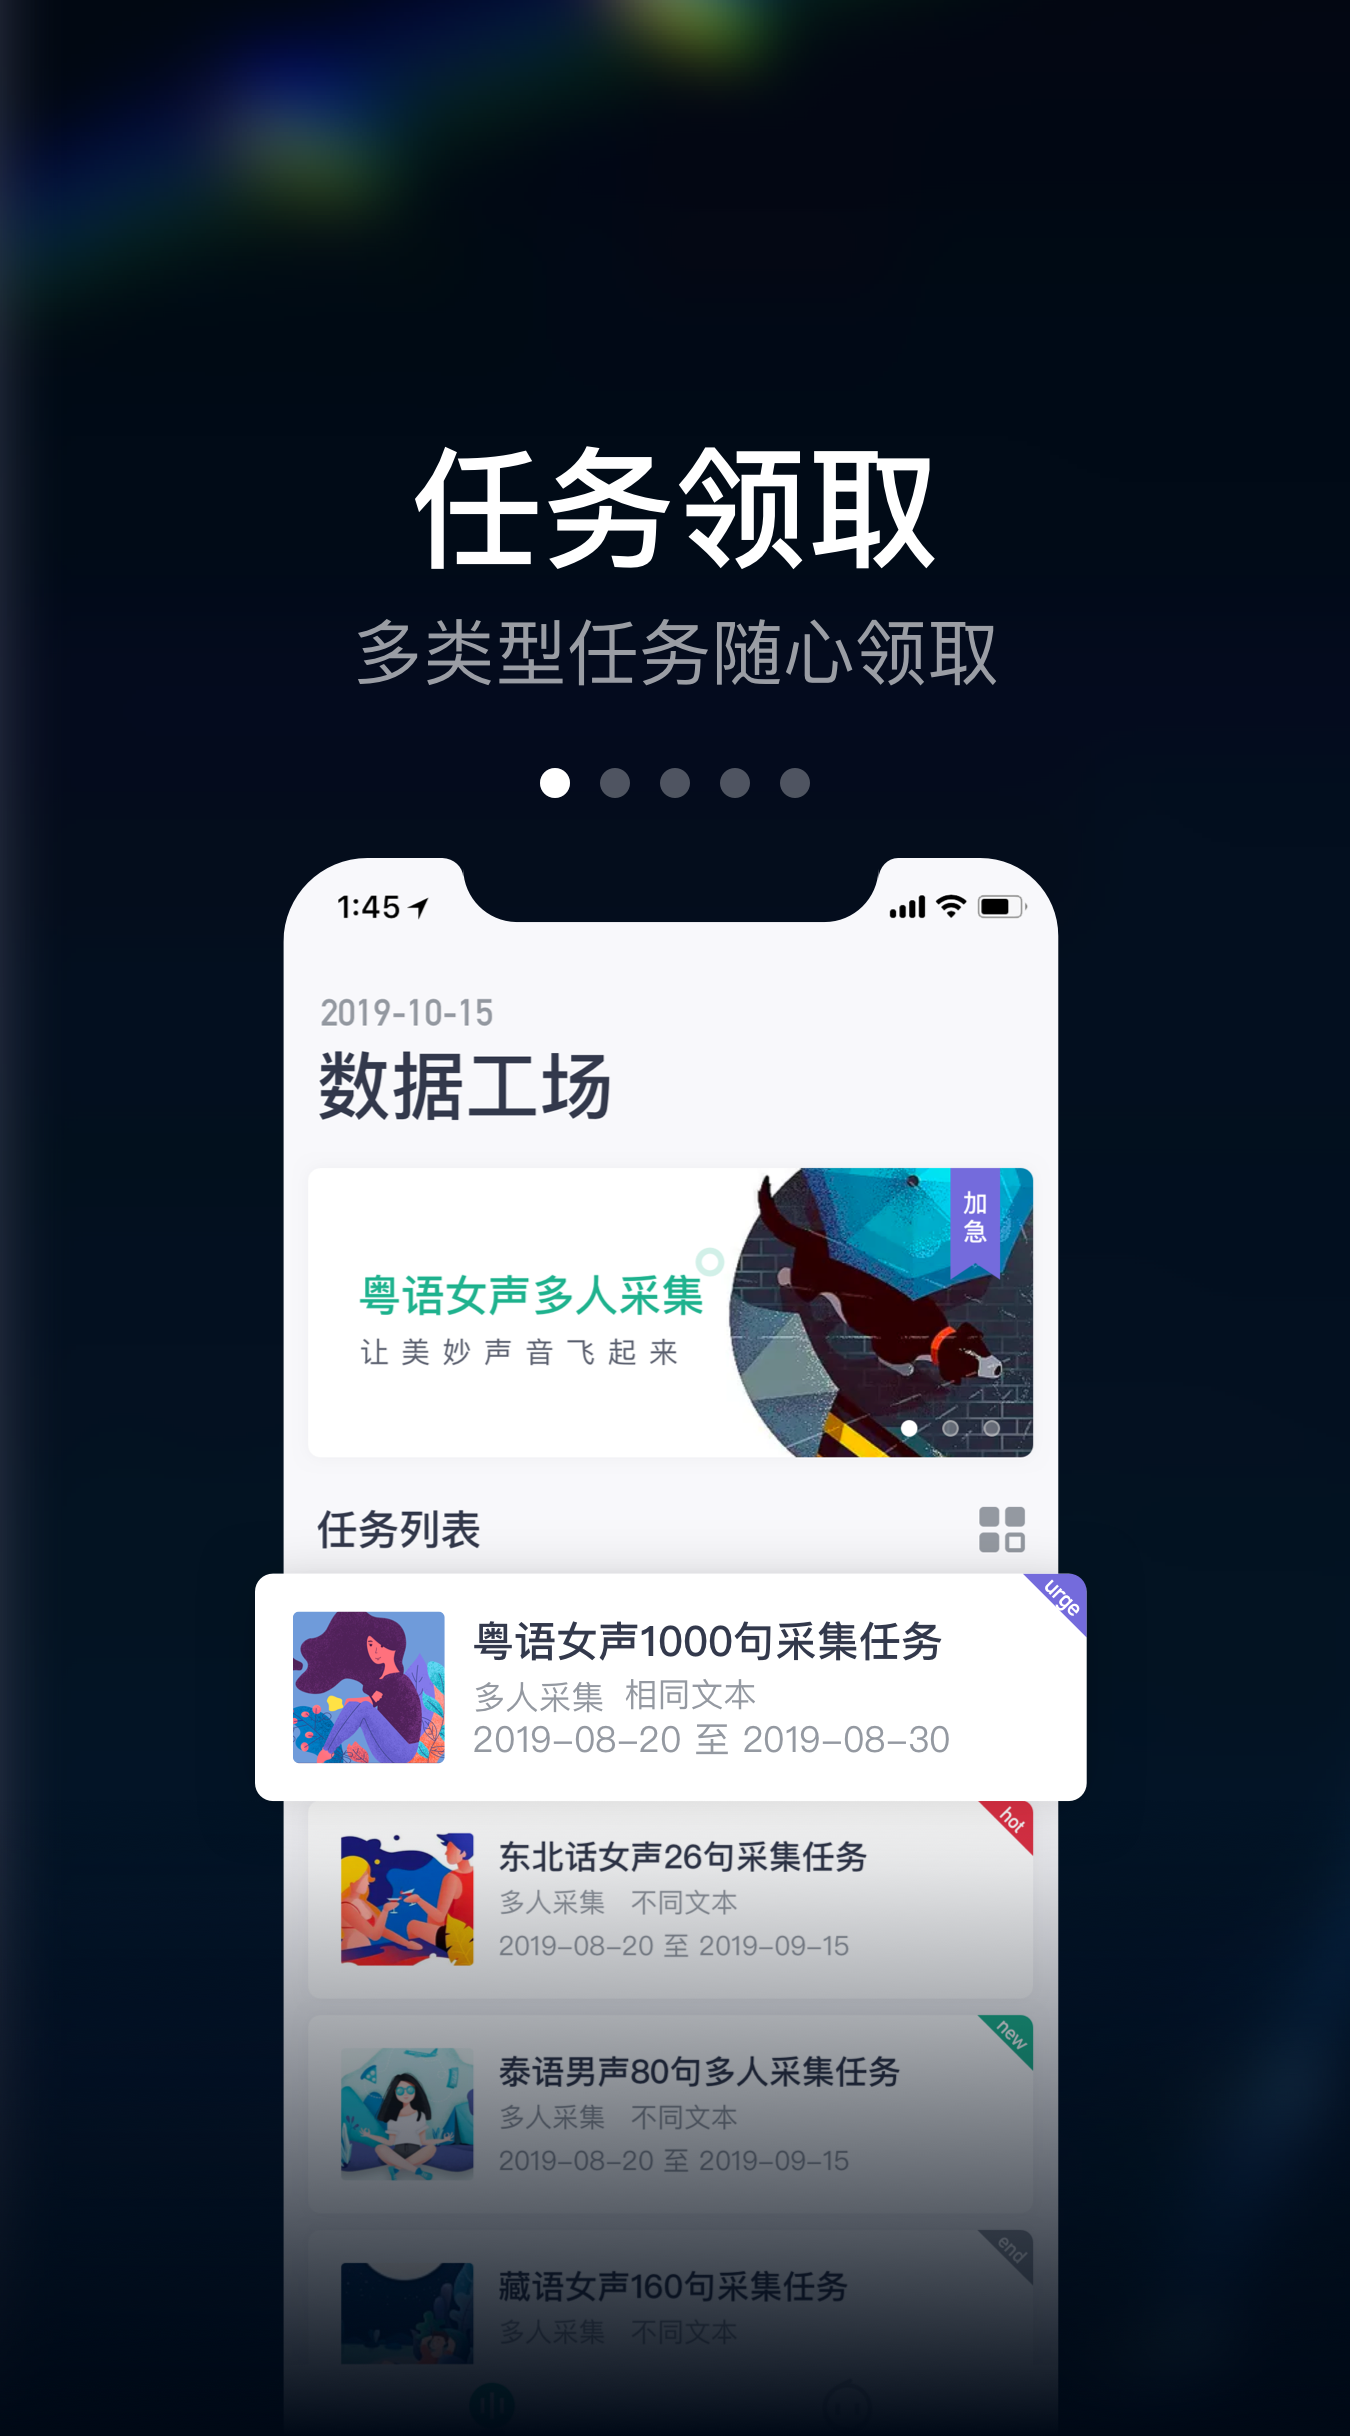 任务领取
多类型任务随心领取
1:45
2019-10-15
数据工场
加急
粤语女声多人采集
让美妙声音飞起来
任务列表
urge
粤语女声1000句采集任务
多人采集 相同文本
2019-08-20 至 2019-08-30
hot
东北话女声26句采集任务
多人采集 不同文本
2019-08-20 至 2019-09-15
new
泰语男声80句多人采集任务
多人采集 不同文本
2019-08-20 至 2019-09-15
end
藏语女声160句采集任务
多人采集 不同文本